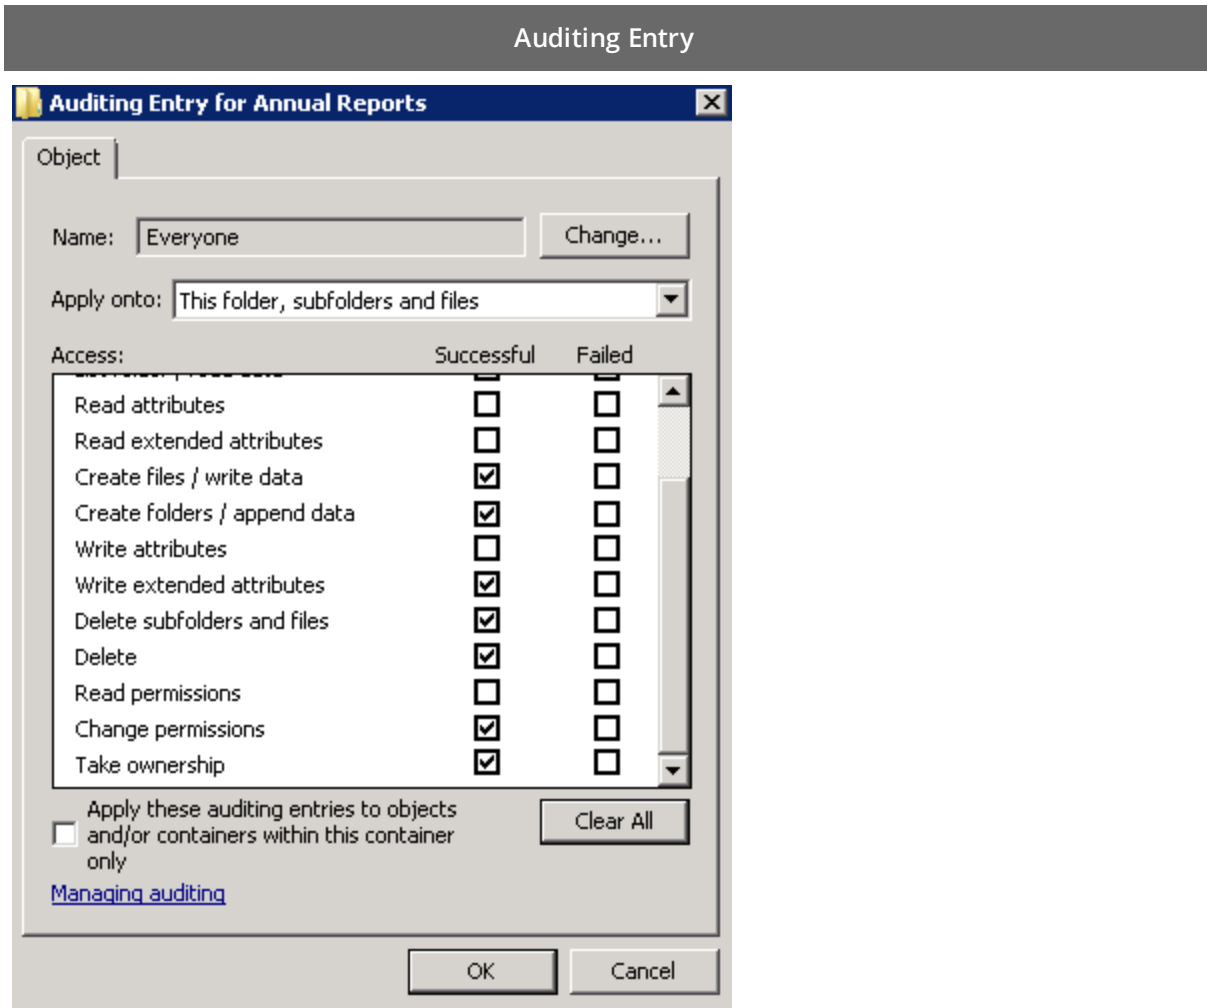 Auditing Entry
Auditing Entry for Annual Reports
Object
Name: Everyone Change...
Apply onto: This folder, subfolders and files
Access: Successful Failed
Read attributes
Read extended attributes
Create files / write data
Create folders / append data
Write attributes
Write extended attributes
Delete subfolders and files
Delete
Read permissions
Change permissions
Take ownership
Apply these auditing entries to objects
and/or containers within this container
only
Clear All
Managing auditing
OK Cancel